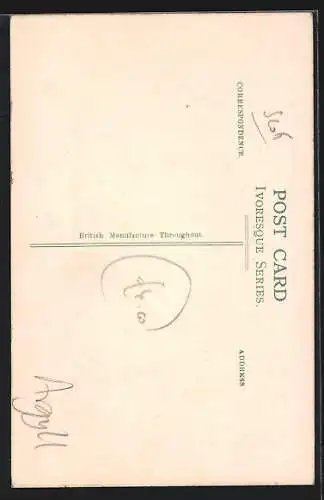 POST CARD
IVORESQUE SERIES.
CORRESPONDENCE.
ADDRESS
British Manufacture Throughout.
Argyll